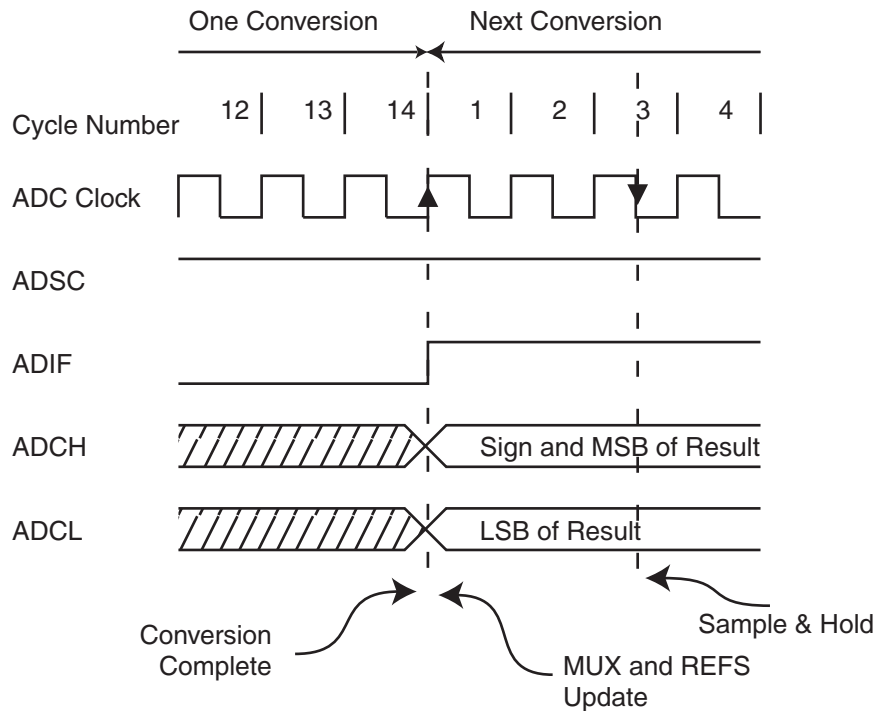 One Conversion
Next Conversion
Cycle Number
12 13 14 1 2 3 4
ADC Clock
ADSC
ADIF
ADCH
Sign and MSB of Result
ADCL
LSB of Result
Conversion
Complete
MUX and REFS
Update
Sample & Hold